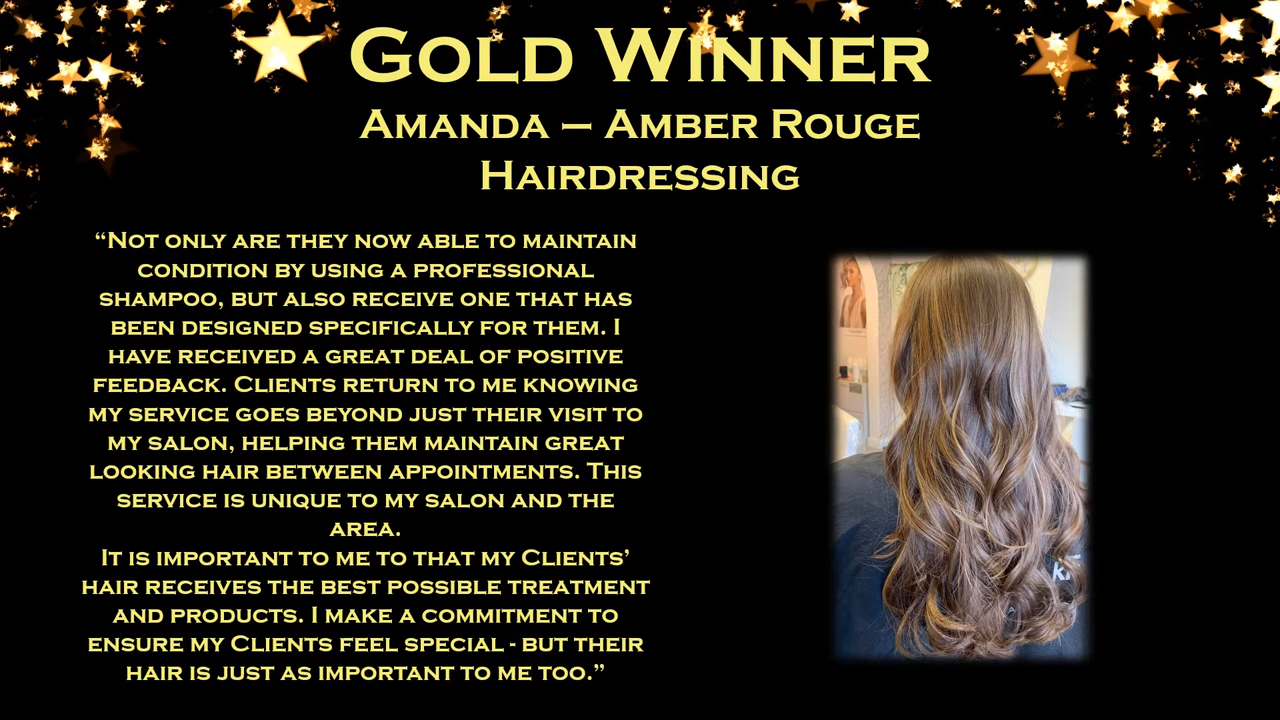 Gold Winner
Amanda – Amber Rouge
Hairdressing
“Not only are they now able to maintain
condition by using a professional
shampoo, but also receive one that has
been designed specifically for them. I
have received a great deal of positive
feedback. Clients return to me knowing
my service goes beyond just their visit to
my salon, helping them maintain great
looking hair between appointments. This
service is unique to my salon and the
area.
It is important to me to that my Clients’
hair receives the best possible treatment
and products. I make a commitment to
ensure my Clients feel special - but their
hair is just as important to me too.”